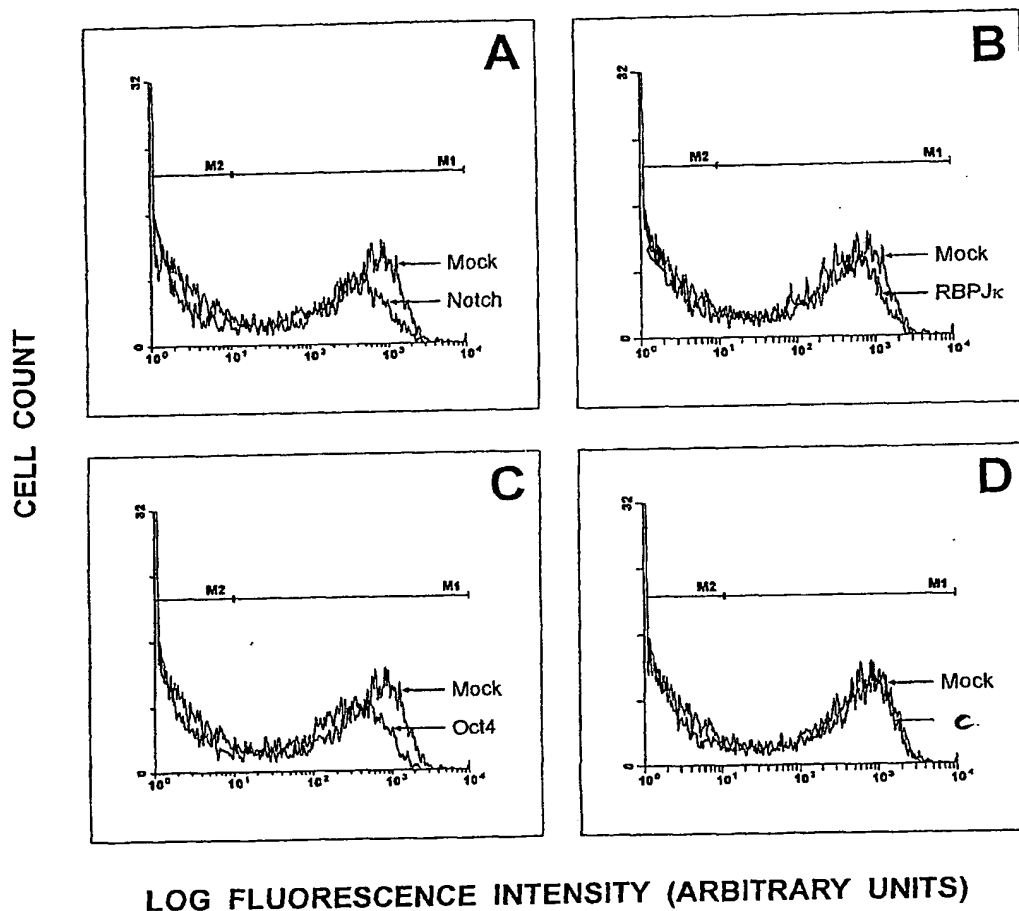 A
32
M2 M1
Mock
Notch
0
10⁰ 10¹ 10³ 10³ 10⁴
B
32
M2 M1
Mock
RBPJκ
0
10⁰ 10¹ 10² 10³ 10⁴
C
32
M2 M1
Mock
Oct4
0
10⁰ 10¹ 10² 10³ 10⁴
D
32
M2 M1
Mock
c.
0
10⁰ 10¹ 10² 10³ 10⁴
CELL COUNT
LOG FLUORESCENCE INTENSITY (ARBITRARY UNITS)